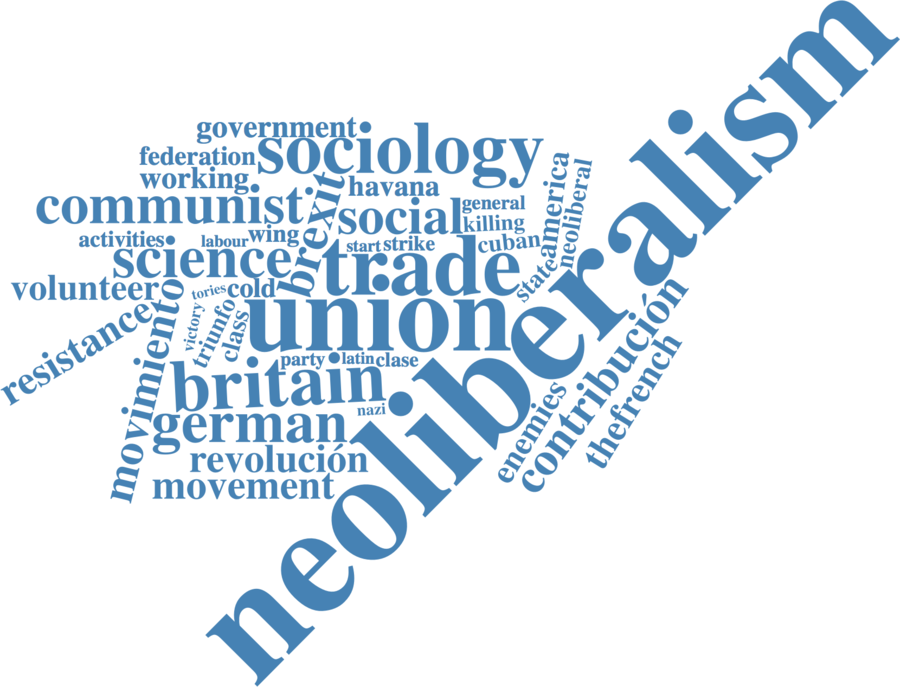 neoliberalism
government
sociology
federation
working
havana
communist
brexit
social
general
killing
america
neoliberal
activities
labour
wing
start
strike
cuban
science
trade
state
volunteer
tories
cold
movimiento
victory
triunfo
class
union
resistance
party
latin
clase
britain
nazi
german
enemies
contribución
thefrench
revolución
movement